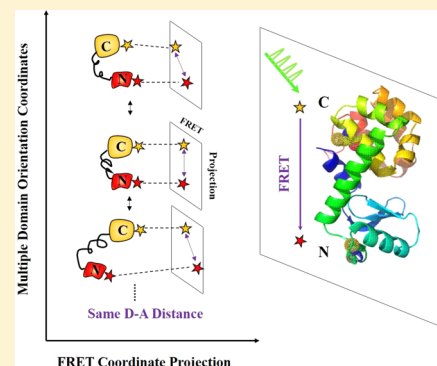 Multiple Domain Orientation Coordinates
C
N
FRET
Projection
C
N
C
N
Same D-A Distance
FRET Coordinate Projection
C
FRET
N